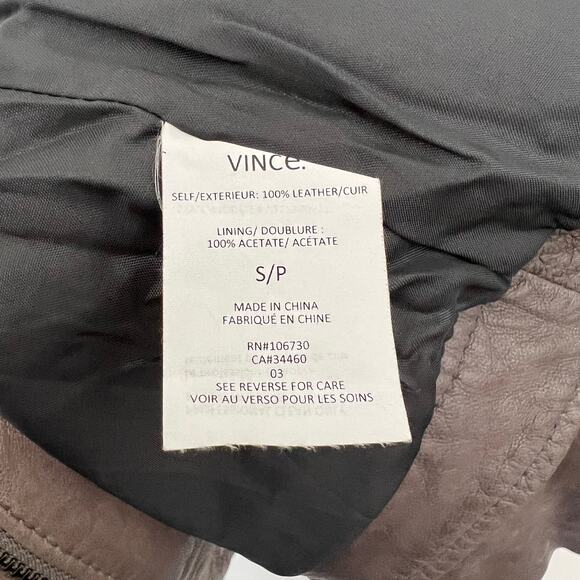 VINCE.
SELF/EXTERIEUR: 100% LEATHER/CUIR
LINING/ DOUBLURE :
100% ACETATE/ ACÉTATE
S/P
MADE IN CHINA
FABRIQUÉ EN CHINE
RN#106730
CA#34460
03
SEE REVERSE FOR CARE
VOIR AU VERSO POUR LES SOINS